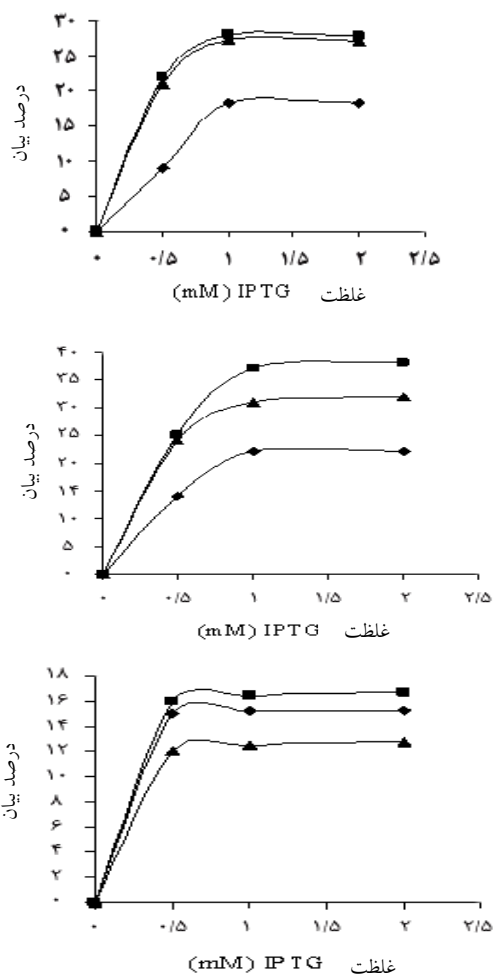 ۳۰
۲۵
۲۰
۱۵
۱۰
۵
۰
درصد بیان
۰ ۰/۵ ۱ ۱/۵ ۲ ۲/۵
غلظت IPTG (mM)
۴۰
۳۵
۳۰
۲۵
۲۰
۱۴
۱۰
۵
۰
درصد بیان
۰ ۰/۵ ۱ ۱/۵ ۲ ۲/۵
غلظت IPTG (mM)
۱۸
۱۶
۱۴
۱۲
۱۰
۸
۶
۴
۲
۰
درصد بیان
۰ ۰/۵ ۱ ۱/۵ ۲ ۲/۵
غلظت IPTG (mM)